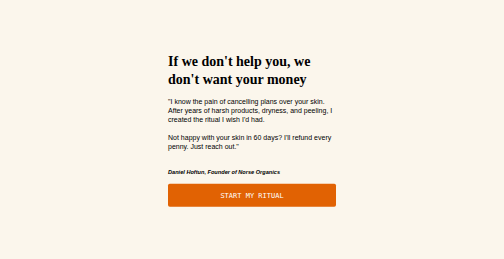 If we don't help you, we
don't want your money
"I know the pain of cancelling plans over your skin.
After years of harsh products, dryness, and peeling, I
created the ritual I wish I'd had.
Not happy with your skin in 60 days? I'll refund every
penny. Just reach out."
Daniel Hoftun, Founder of Norse Organics
START MY RITUAL